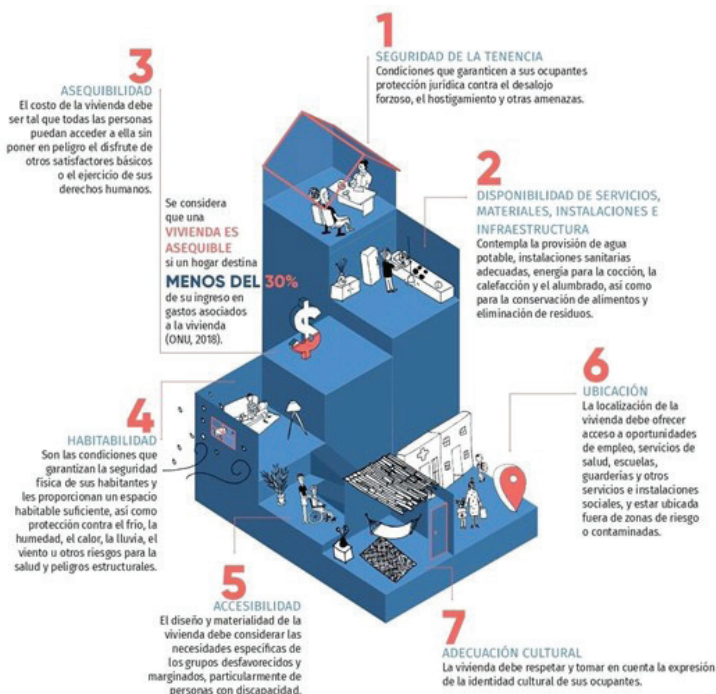 1
SEGURIDAD DE LA TENENCIA
Condiciones que garanticen a sus ocupantes
protección jurídica contra el desalojo
forzoso, el hostigamiento y otras amenazas.
2
DISPONIBILIDAD DE SERVICIOS,
MATERIALES, INSTALACIONES E
INFRAESTRUCTURA
Contempla la provisión de agua
potable, instalaciones sanitarias
adecuadas, energía para la cocción, la
calefacción y el alumbrado, así como
para la conservación de alimentos y
eliminación de residuos.
3
ASEQUIBILIDAD
El costo de la vivienda debe
ser tal que todas las personas
puedan acceder a ella sin
poner en peligro el disfrute de
otros satisfactores básicos
o el ejercicio de sus
derechos humanos.
Se considera
que una
VIVIENDA ES
ASEQUIBLE
si un hogar destina
MENOS DEL 30%
de su ingreso en
gastos asociados
a la vivienda
(ONU, 2018).
4
HABITABILIDAD
Son las condiciones que
garantizan la seguridad
física de sus habitantes y
les proporcionan un espacio
habitable suficiente, así como
protección contra el frío, la
humedad, el calor, la lluvia, el
viento u otros riesgos para la
salud y peligros estructurales.
5
ACCESIBILIDAD
El diseño y materialidad de la
vivienda debe considerar las
necesidades específicas de
los grupos desfavorecidos y
marginados, particularmente de
personas con discapacidad.
6
UBICACIÓN
La localización de la
vivienda debe ofrecer
acceso a oportunidades
de empleo, servicios de
salud, escuelas,
guarderías y otros
servicios e instalaciones
sociales, y estar ubicada
fuera de zonas de riesgo
o contaminadas.
7
ADECUACIÓN CULTURAL
La vivienda debe respetar y tomar en cuenta la expresión
de la identidad cultural de sus ocupantes.